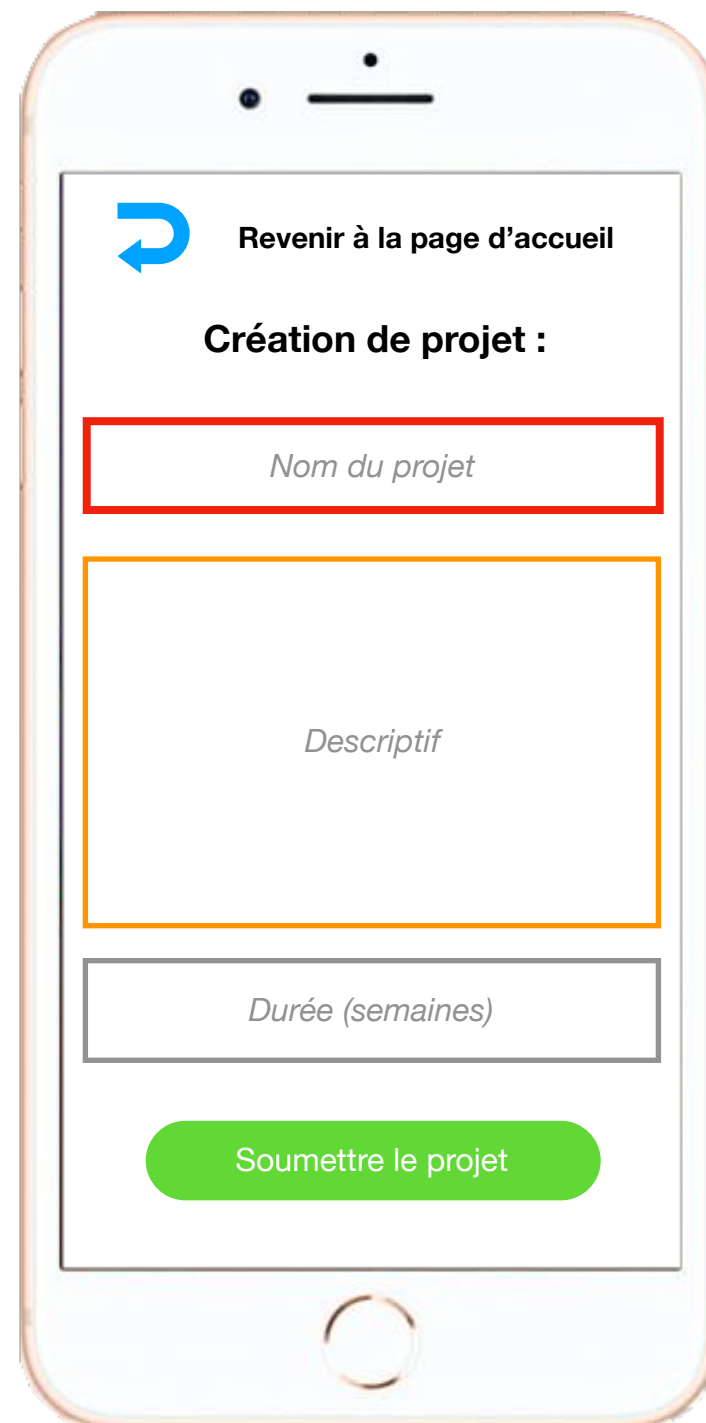 Revenir à la page d’accueil
Création de projet :
Nom du projet
Descriptif
Durée (semaines)
Soumettre le projet